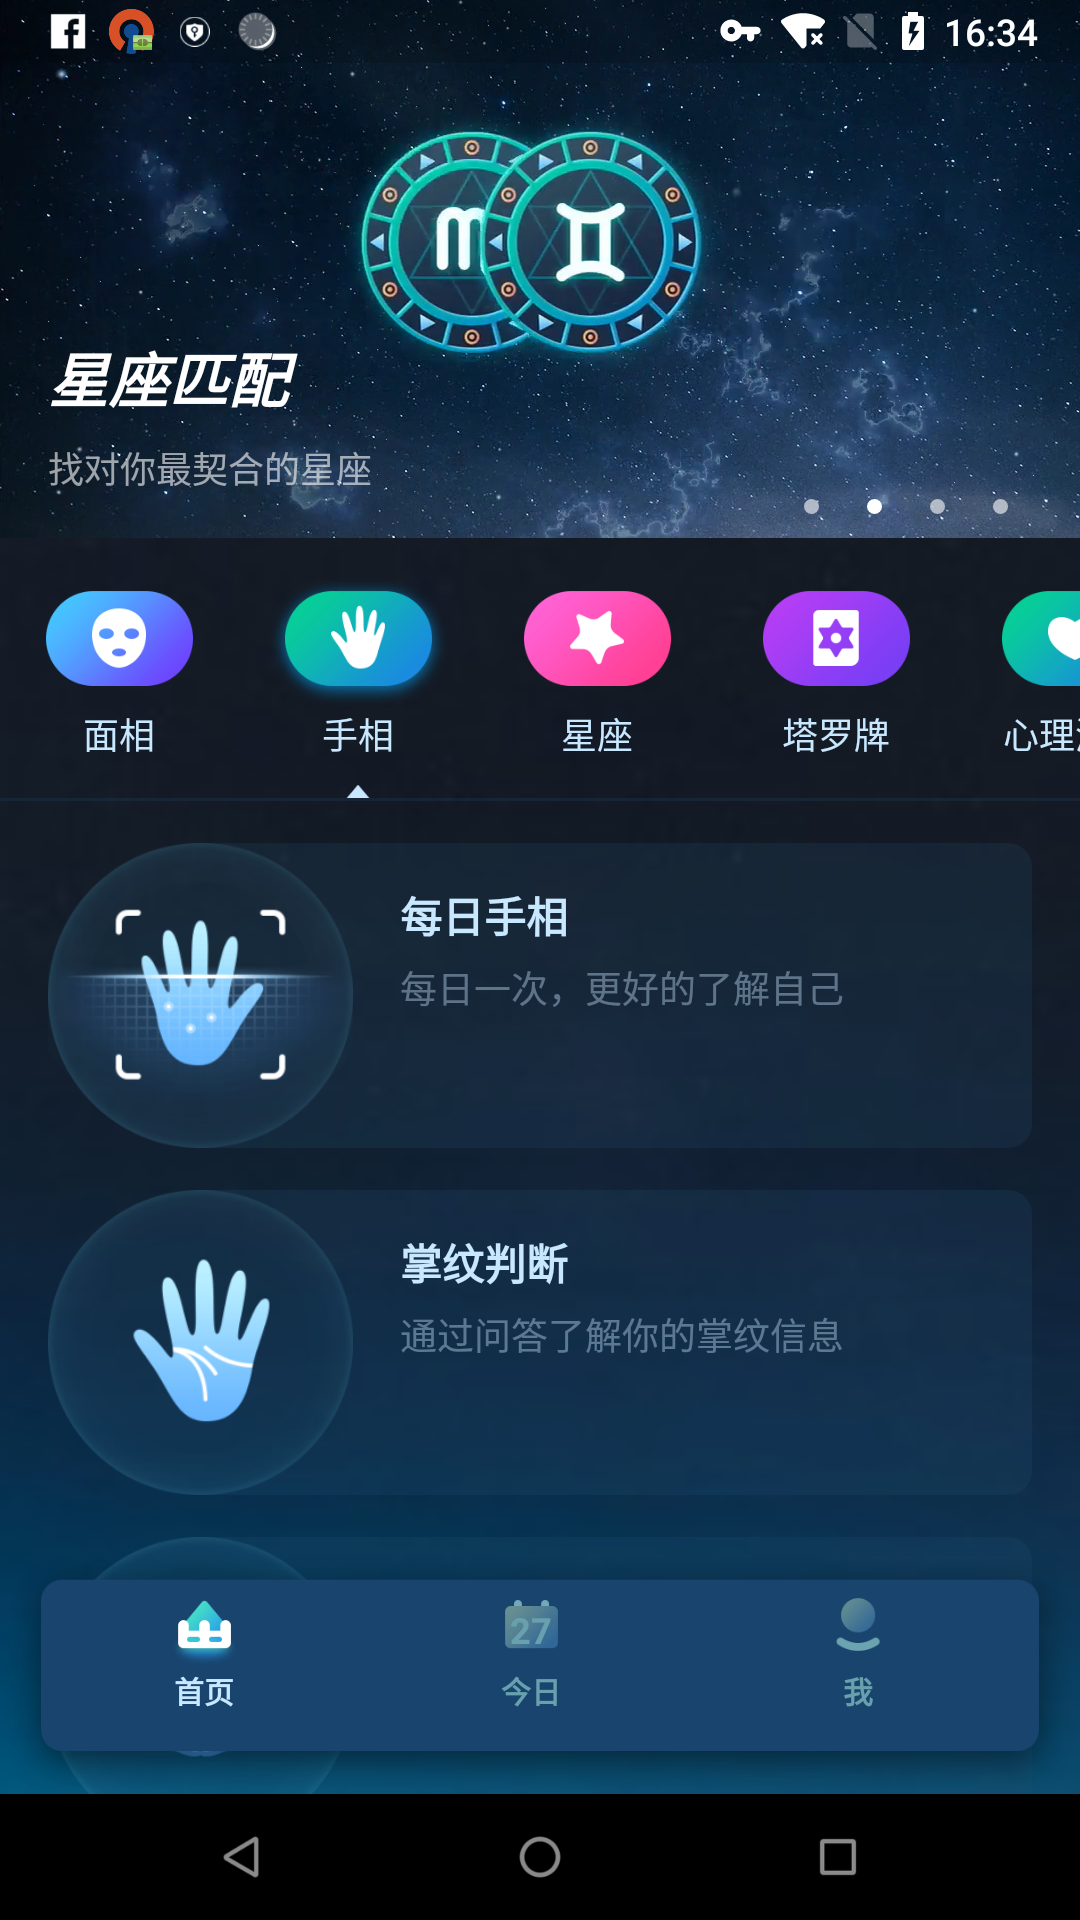 16:34
星座匹配
找对你最契合的星座
面相
手相
星座
塔罗牌
心理
每日手相
每日一次，更好的了解自己
掌纹判断
通过问答了解你的掌纹信息
27
首页
今日
我